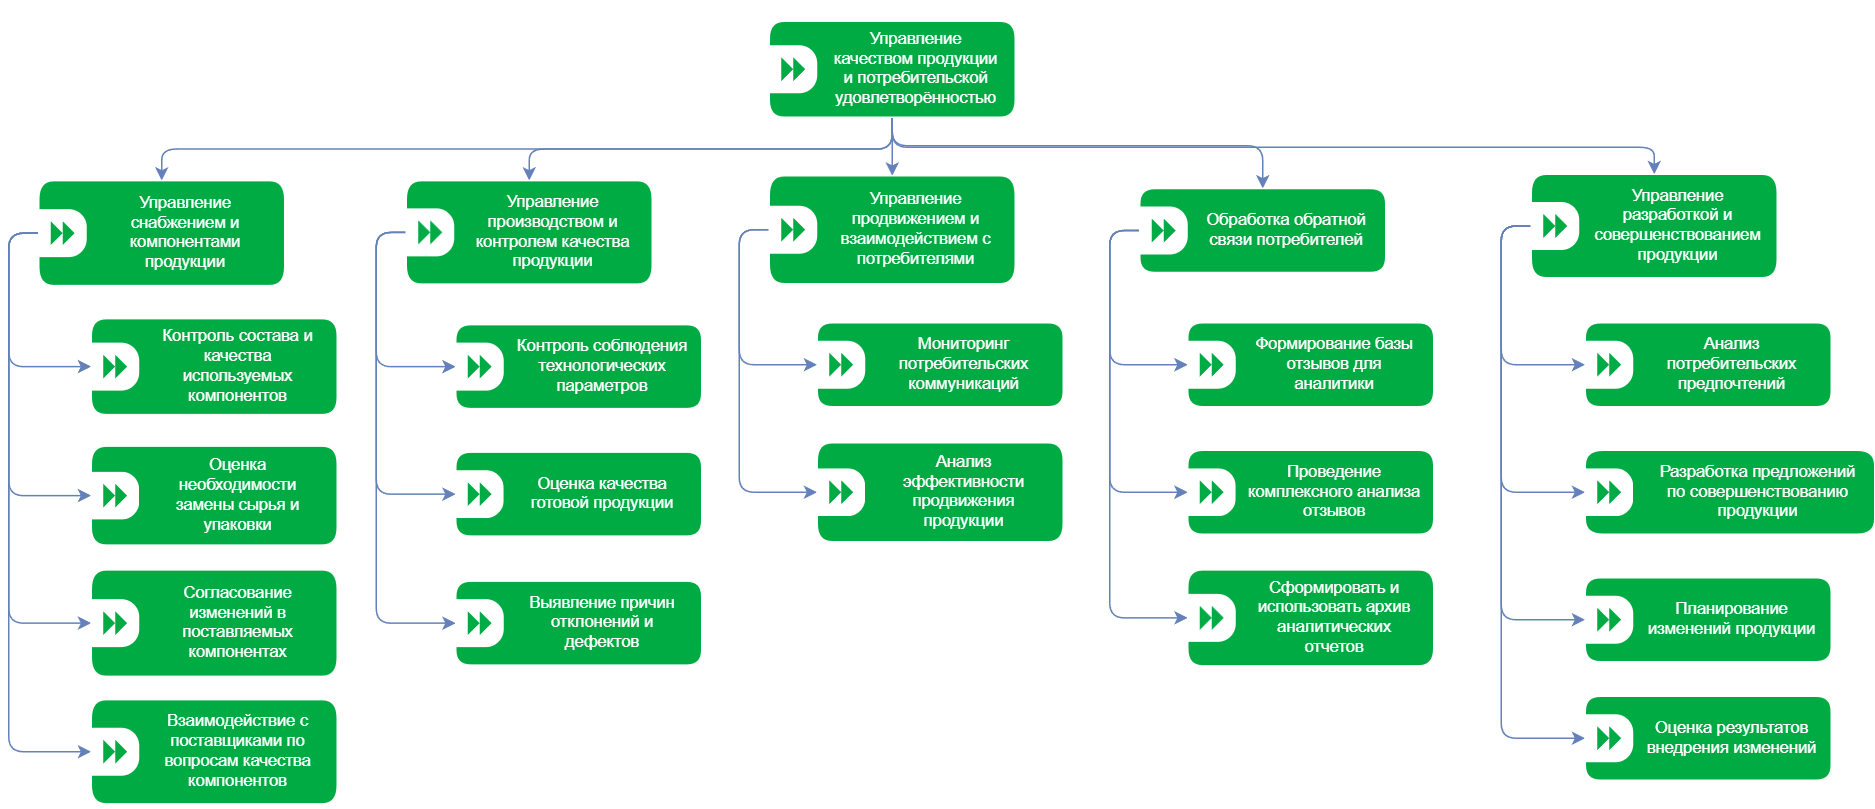 Управление
качеством продукции
и потребительской
удовлетворённостью
Управление
снабжением и
компонентами
продукции
Контроль состава и
качества
используемых
компонентов
Оценка
необходимости
замены сырья и
упаковки
Согласование
изменений в
поставляемых
компонентах
Взаимодействие с
поставщиками по
вопросам качества
компонентов
Управление
производством и
контролем качества
продукции
Контроль соблюдения
технологических
параметров
Оценка качества
готовой продукции
Выявление причин
отклонений и
дефектов
Управление
продвижением и
взаимодействием с
потребителями
Мониторинг
потребительских
коммуникаций
Анализ
эффективности
продвижения
продукции
Обработка обратной
связи потребителей
Формирование базы
отзывов для
аналитики
Проведение
комплексного анализа
отзывов
Сформировать и
использовать архив
аналитических
отчетов
Управление
разработкой и
совершенствованием
продукции
Анализ
потребительских
предпочтений
Разработка предложений
по совершенствованию
продукции
Планирование
изменений продукции
Оценка результатов
внедрения изменений